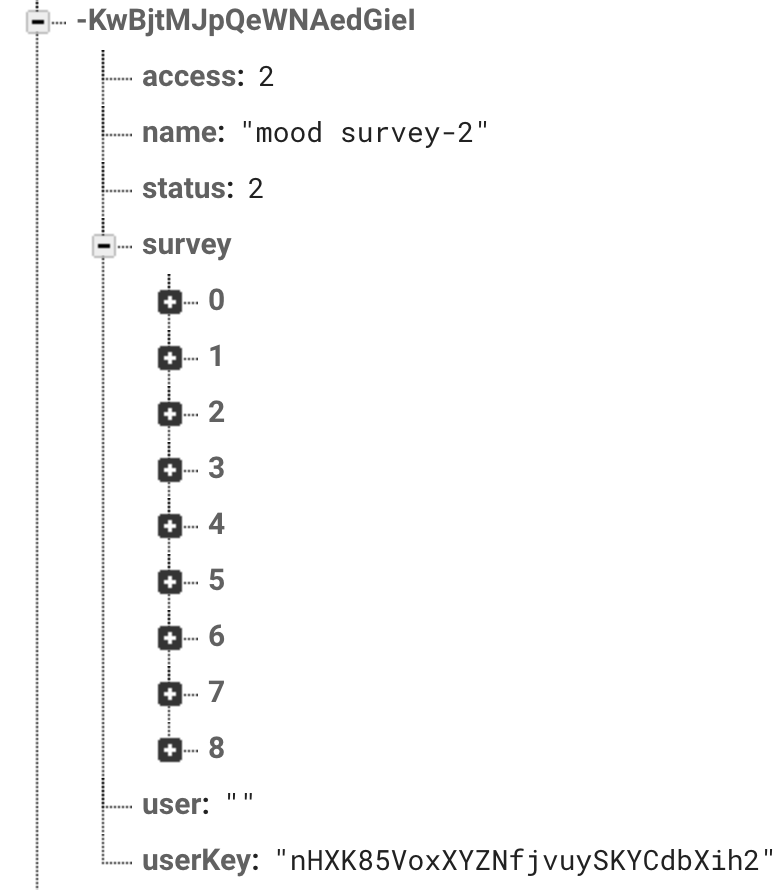 -KwBjtMJpQeWNAedGieI
access: 2
name: "mood survey-2"
status: 2
survey
0
1
2
3
4
5
6
7
8
user: ""
userKey: "nHXK85VoxXYZNfjvuySKYCdbXih2"